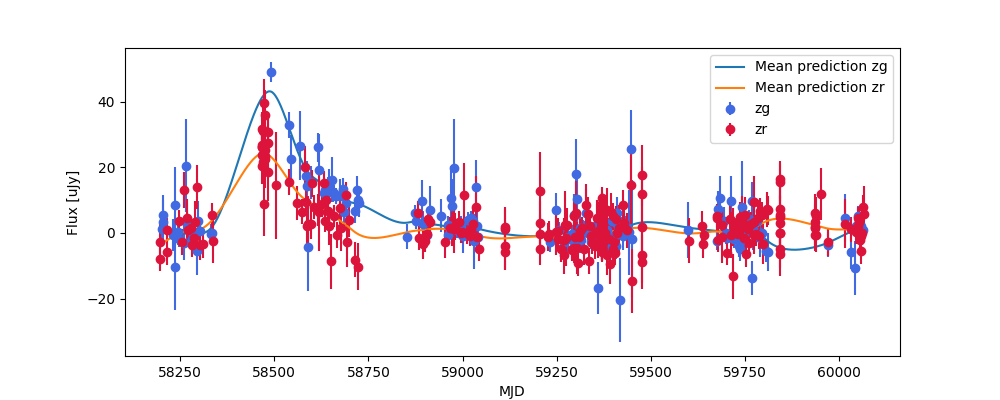 Mean prediction zg
Mean prediction zr
zg
zr
Flux [uJy]
40
20
0
−20
58250 58500 58750 59000 59250 59500 59750 60000
MJD